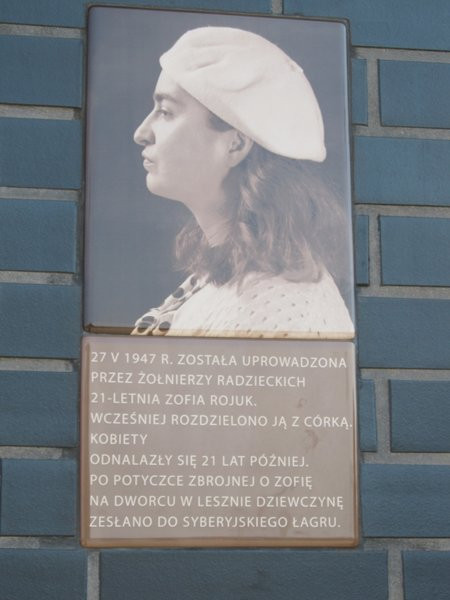 27 V 1947 R. ZOSTAŁA UPROWADZONA
PRZEZ ŻOŁNIERZY RADZIECKICH
21-LETNIA ZOFIA ROJUK.
WCZEŚNIEJ ROZDZIELONO JĄ Z CÓRKĄ.
KOBIETY
ODNALAZŁY SIĘ 21 LAT PÓŹNIEJ.
PO POTYCZCE ZBROJNEJ O ZOFIĘ
NA DWORCU W LESZNIE DZIEWCZYNĘ
ZESŁANO DO SYBERYJSKIEGO ŁAGRU.